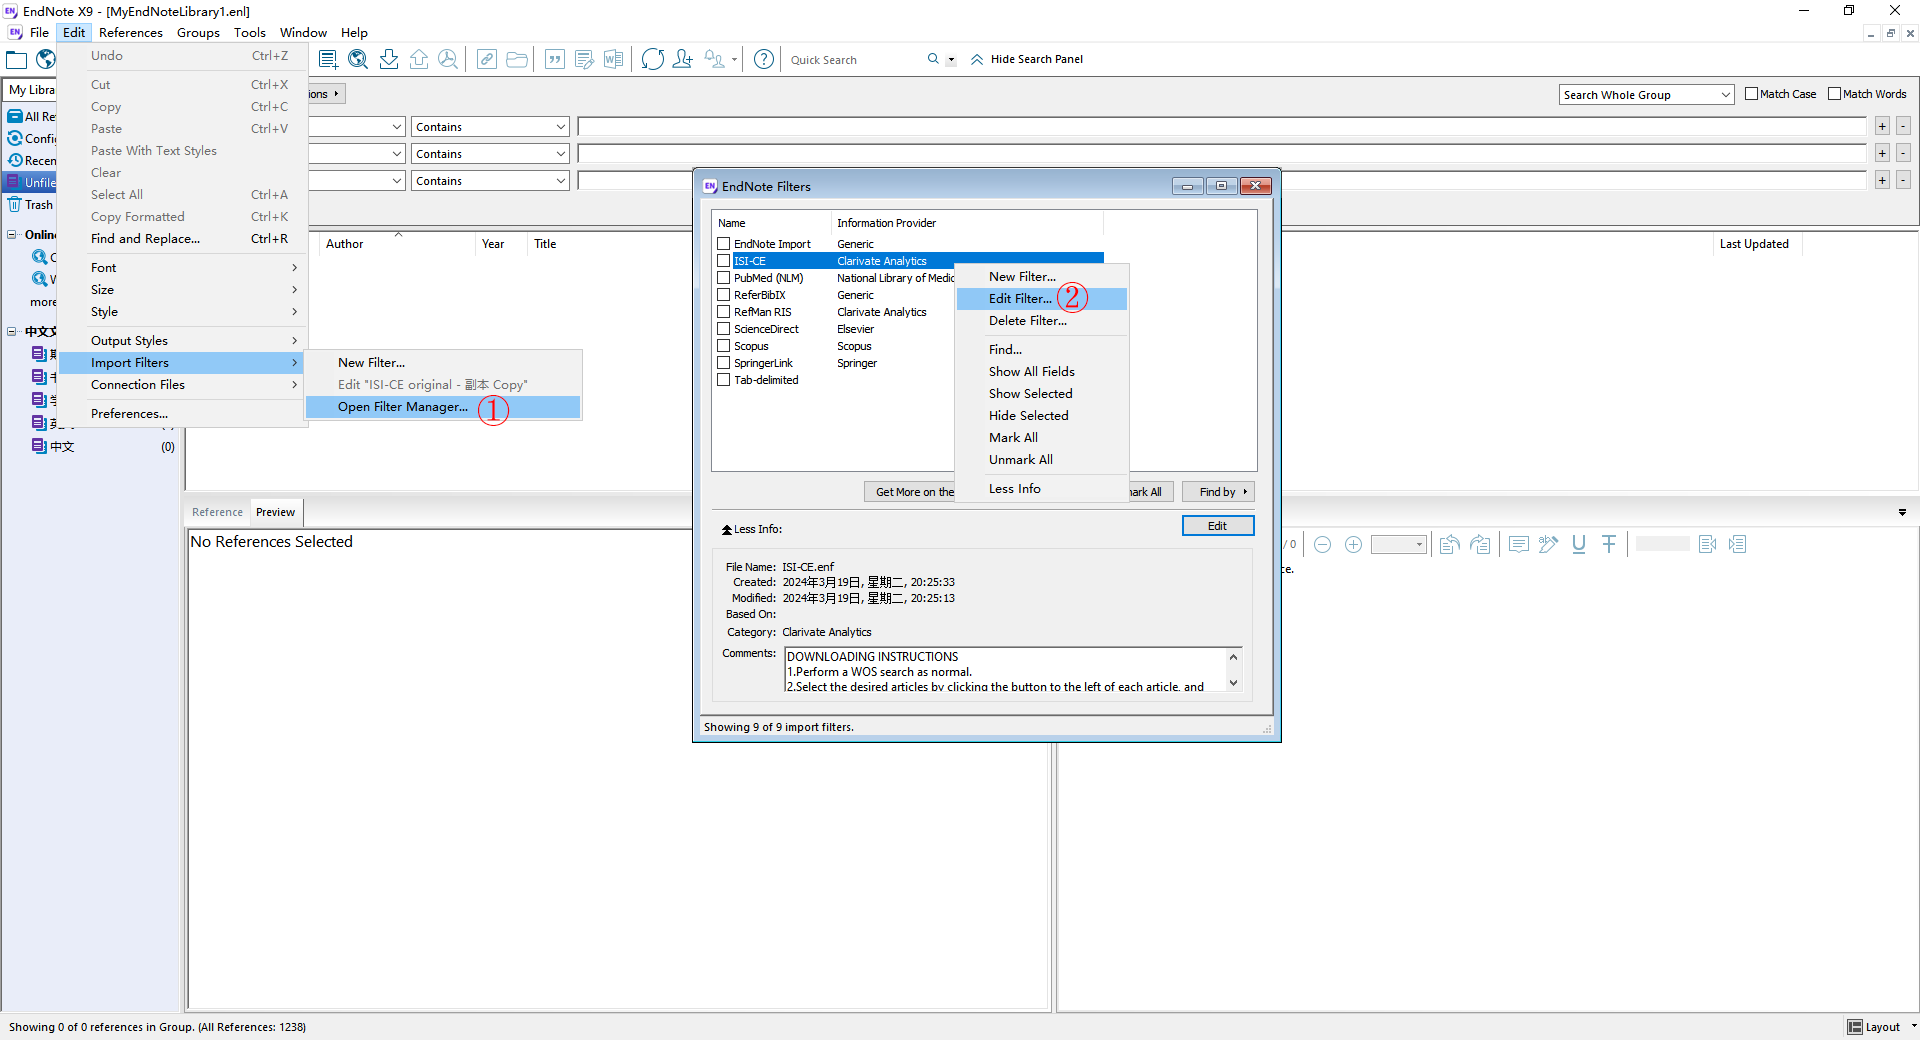 EndNote X9 - [MyEndNoteLibrary1.enl]
File Edit References Groups Tools Window Help
Quick Search
Hide Search Panel
Undo Ctrl+Z
Cut Ctrl+X
Copy Ctrl+C
Paste Ctrl+V
Paste With Text Styles
Clear
Select All Ctrl+A
Copy Formatted Ctrl+K
Find and Replace... Ctrl+R
Font
Size
Style
Output Styles
Import Filters
Connection Files
Preferences...
New Filter...
Edit "ISI-CE original - 副本 Copy"
Open Filter Manager... ①
My Libra
All Re
Config
Recen
Unfile
Trash
Online
more
中文
(0)
ions
Search Whole Group
Match Case
Match Words
Contains
+ -
Contains
+ -
Contains
+ -
Author
Year
Title
Last Updated
EndNote Filters
Name Information Provider
EndNote Import Generic
ISI-CE Clarivate Analytics
PubMed (NLM) National Library of Medic
ReferBibIX Generic
RefMan RIS Clarivate Analytics
ScienceDirect Elsevier
Scopus Scopus
SpringerLink Springer
Tab-delimited
New Filter...
Edit Filter... ②
Delete Filter...
Find...
Show All Fields
Show Selected
Hide Selected
Mark All
Unmark All
Less Info
Get More on the
ark All
Find by
Less Info:
Edit
File Name: ISI-CE.enf
Created: 2024年3月19日, 星期二, 20:25:33
Modified: 2024年3月19日, 星期二, 20:25:13
Based On:
Category: Clarivate Analytics
Comments: DOWNLOADING INSTRUCTIONS
1.Perform a WOS search as normal.
2.Select the desired articles by clicking the button to the left of each article, and
Showing 9 of 9 import filters.
Reference Preview
No References Selected
/ 0
ce.
Showing 0 of 0 references in Group. (All References: 1238)
Layout